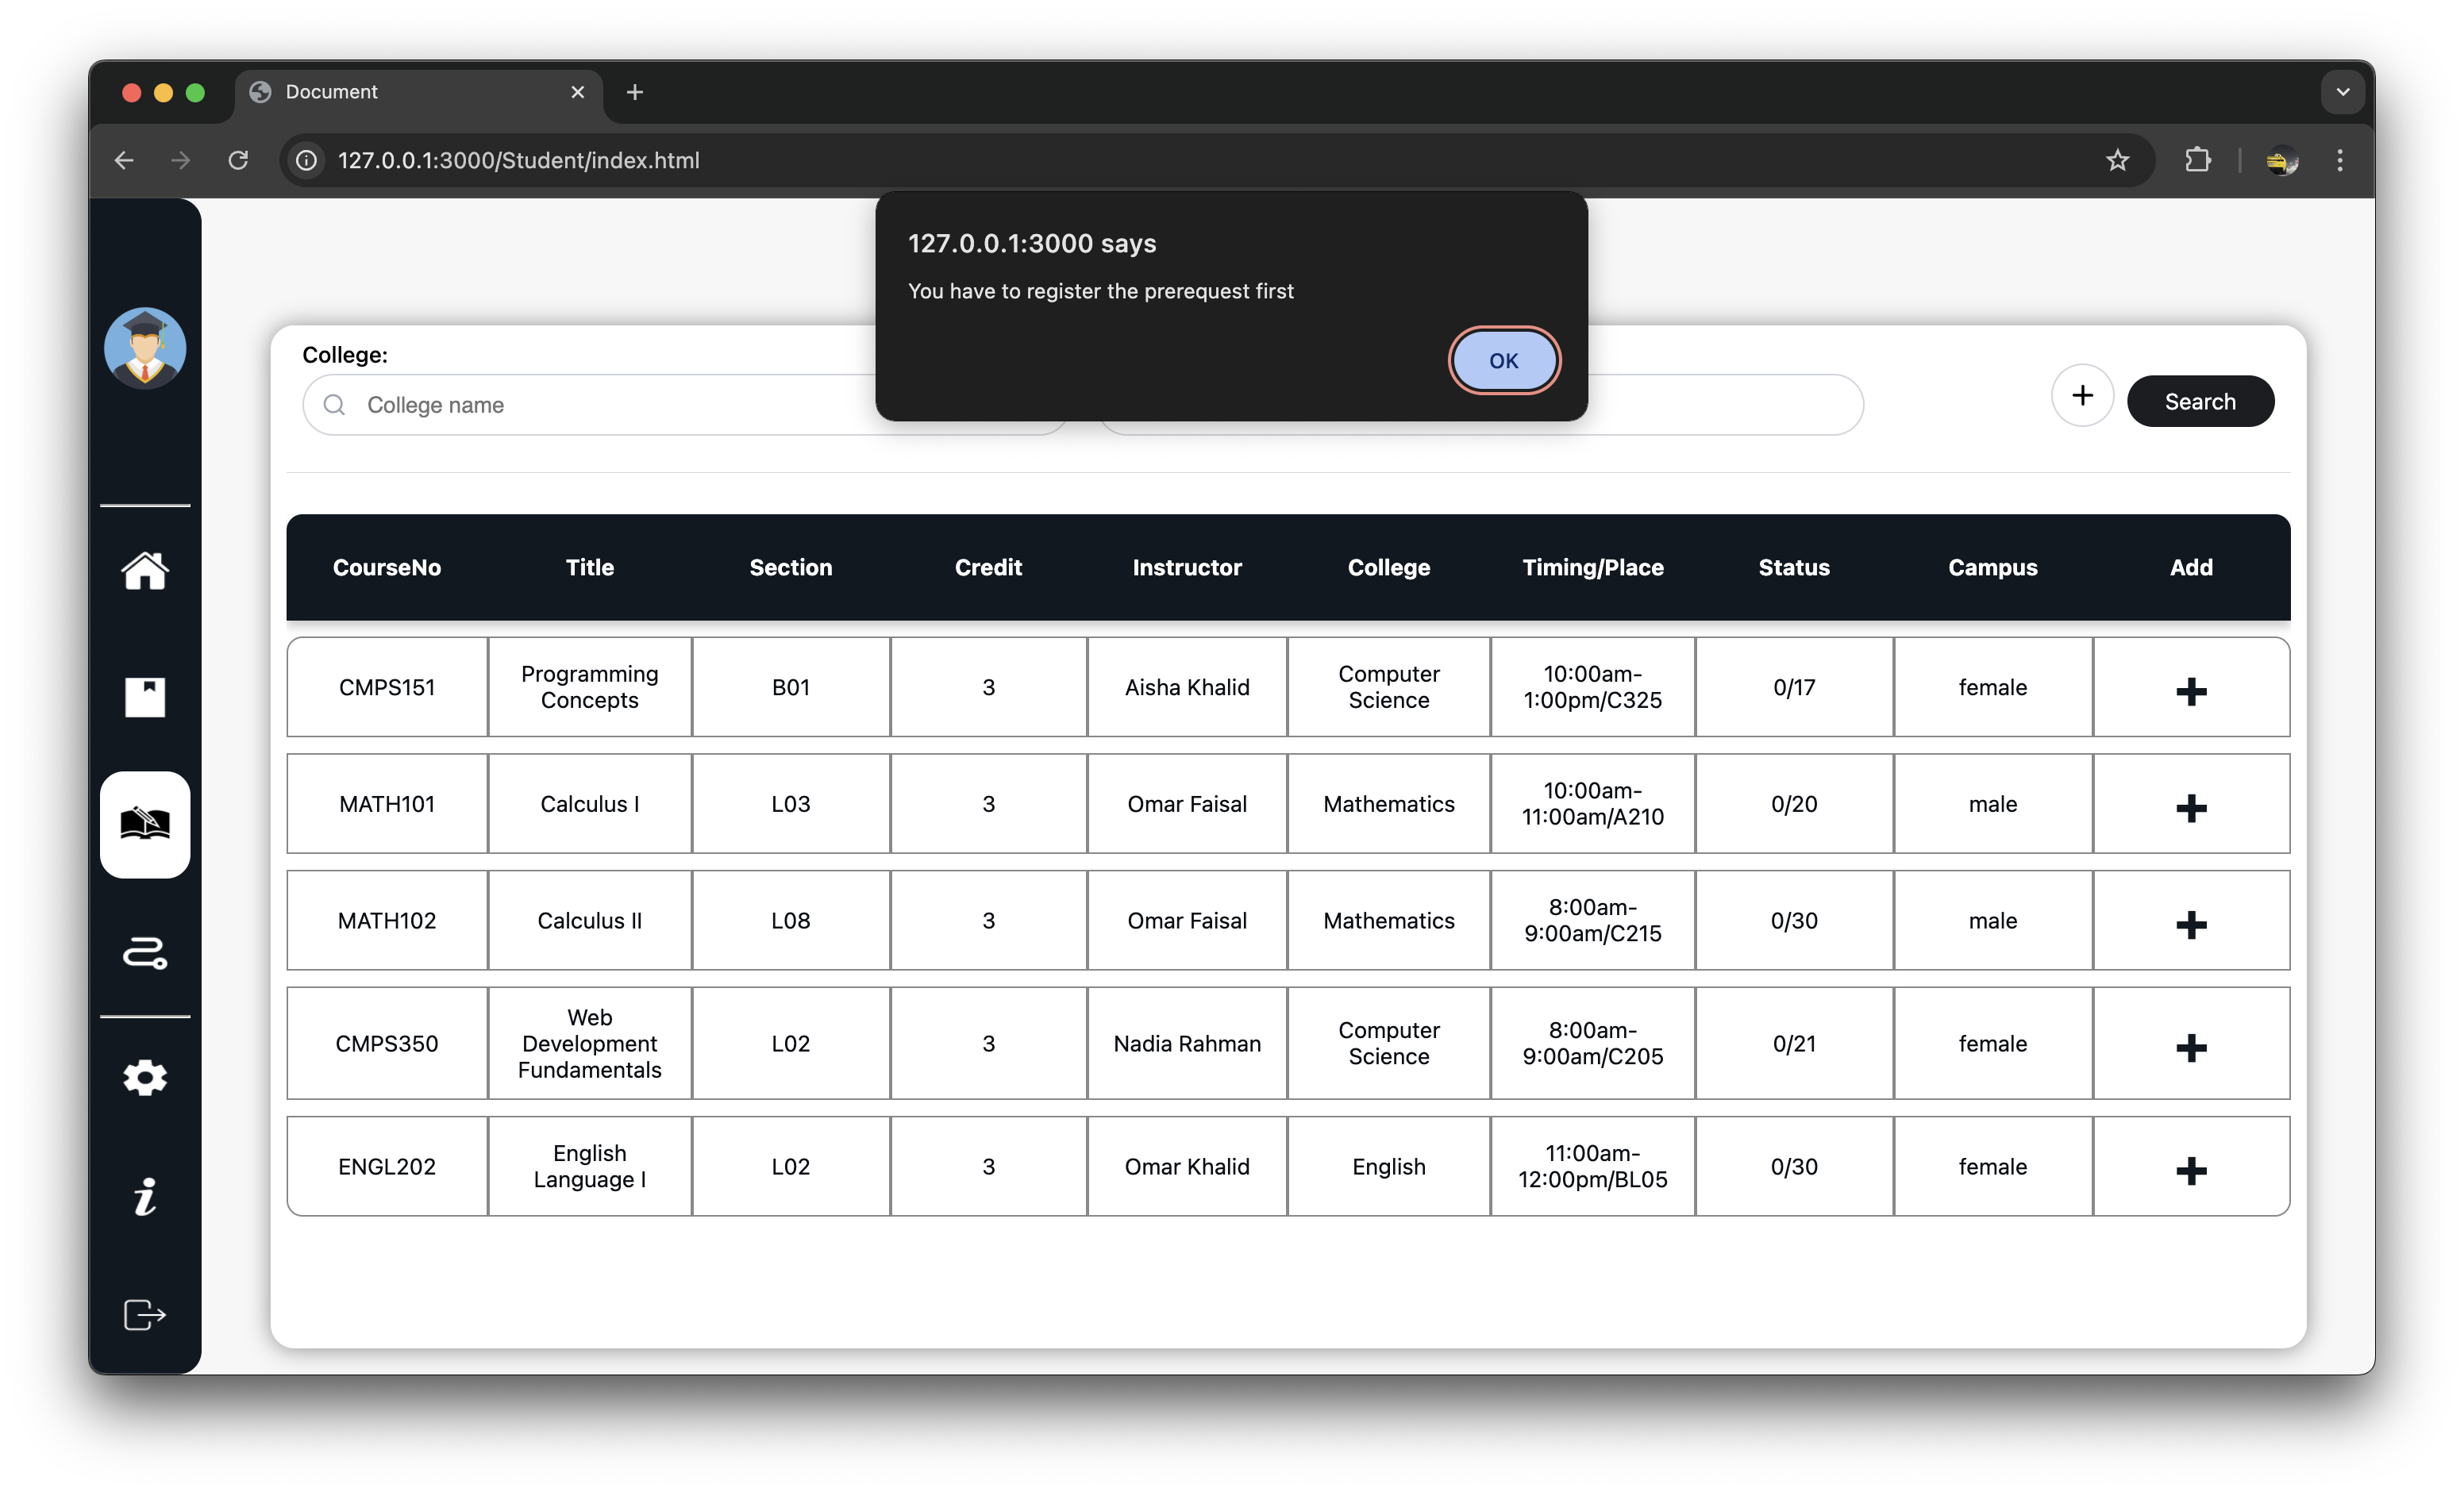 Document
127.0.0.1:3000/Student/index.html
127.0.0.1:3000 says
You have to register the prerequest first
OK
College:
College name
Search
CourseNo Title Section Credit Instructor College Timing/Place Status Campus Add
CMPS151 Programming Concepts B01 3 Aisha Khalid Computer Science 10:00am-1:00pm/C325 0/17 female
MATH101 Calculus I L03 3 Omar Faisal Mathematics 10:00am-11:00am/A210 0/20 male
MATH102 Calculus II L08 3 Omar Faisal Mathematics 8:00am-9:00am/C215 0/30 male
CMPS350 Web Development Fundamentals L02 3 Nadia Rahman Computer Science 8:00am-9:00am/C205 0/21 female
ENGL202 English Language I L02 3 Omar Khalid English 11:00am-12:00pm/BL05 0/30 female